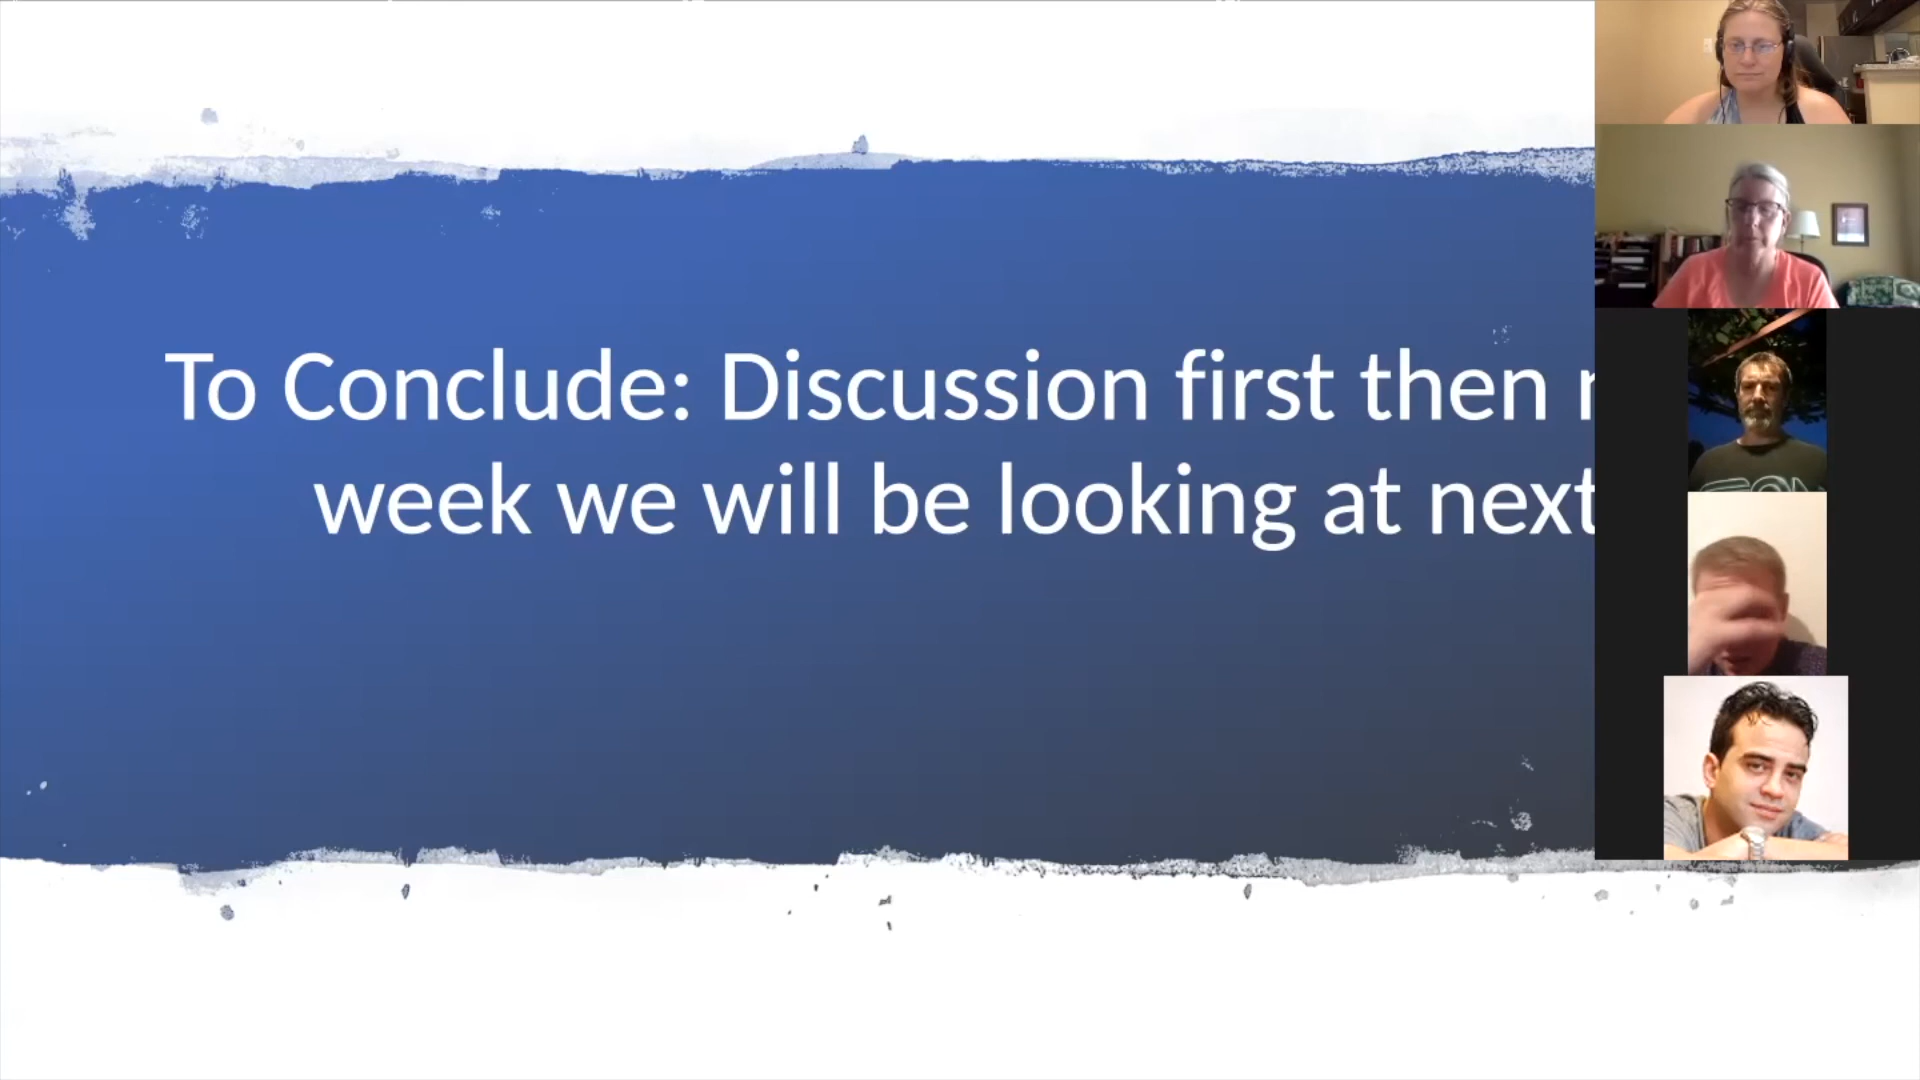 To Conclude: Discussion first then
week we will be looking at next